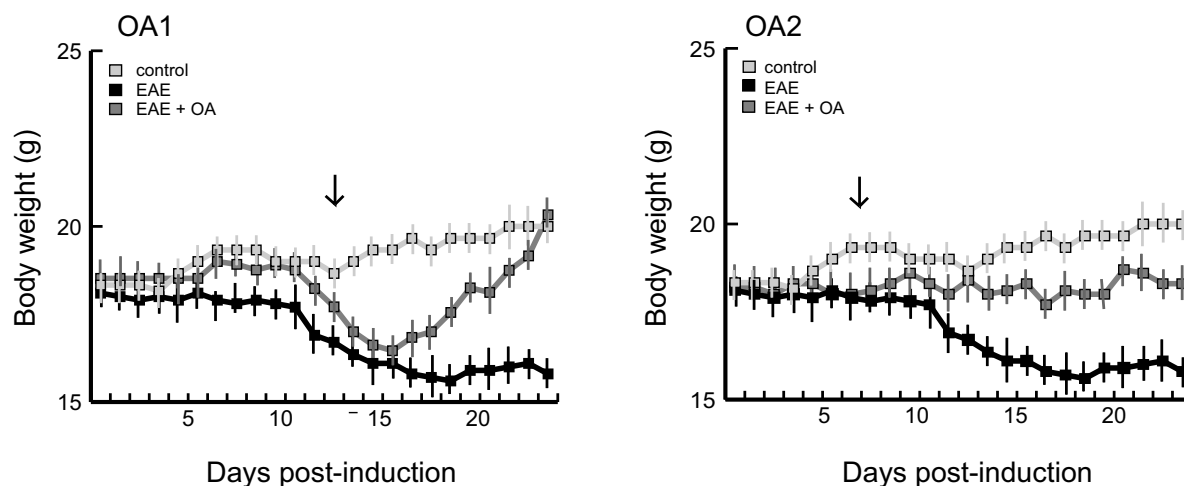 OA1
25
control
EAE
EAE + OA
20
15
Body weight (g)
5 10 15 20
Days post-induction
OA2
25
control
EAE
EAE + OA
20
15
Body weight (g)
5 10 15 20
Days post-induction